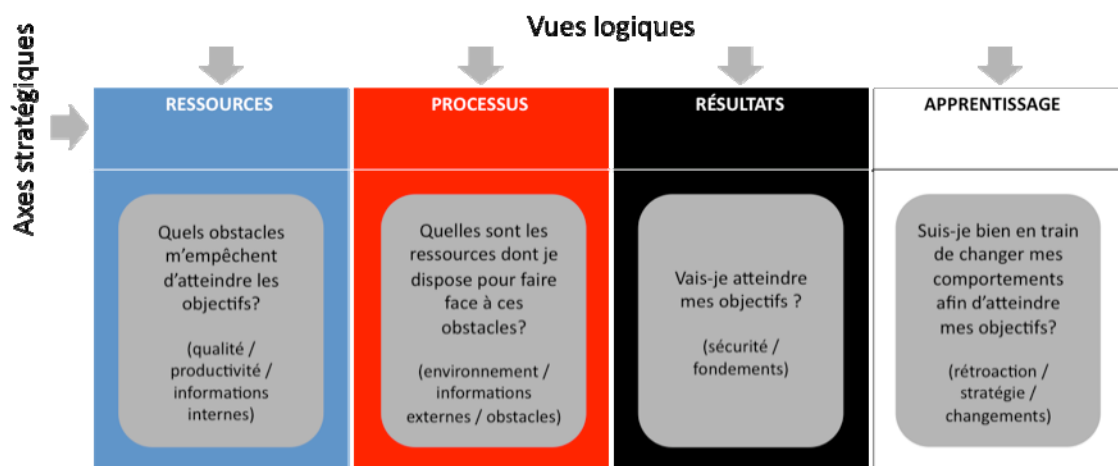 Vues logiques
Axes stratégiques
RESSOURCES
PROCESSUS
RÉSULTATS
APPRENTISSAGE
Quels obstacles
m’empêchent
d’atteindre les
objectifs?
(qualité /
productivité /
informations
internes)
Quelles sont les
ressources dont je
dispose pour faire
face à ces
obstacles?
(environnement /
informations
externes / obstacles)
Vais-je atteindre
mes objectifs ?
(sécurité /
fondements)
Suis-je bien en train
de changer mes
comportements
afin d’atteindre
mes objectifs?
(rétroaction /
stratégie /
changements)